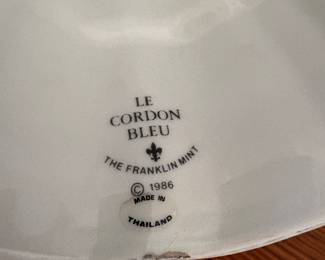 LE
CORDON
BLEU
THE FRANKLIN MINT
© 1986
MADE IN
THAILAND